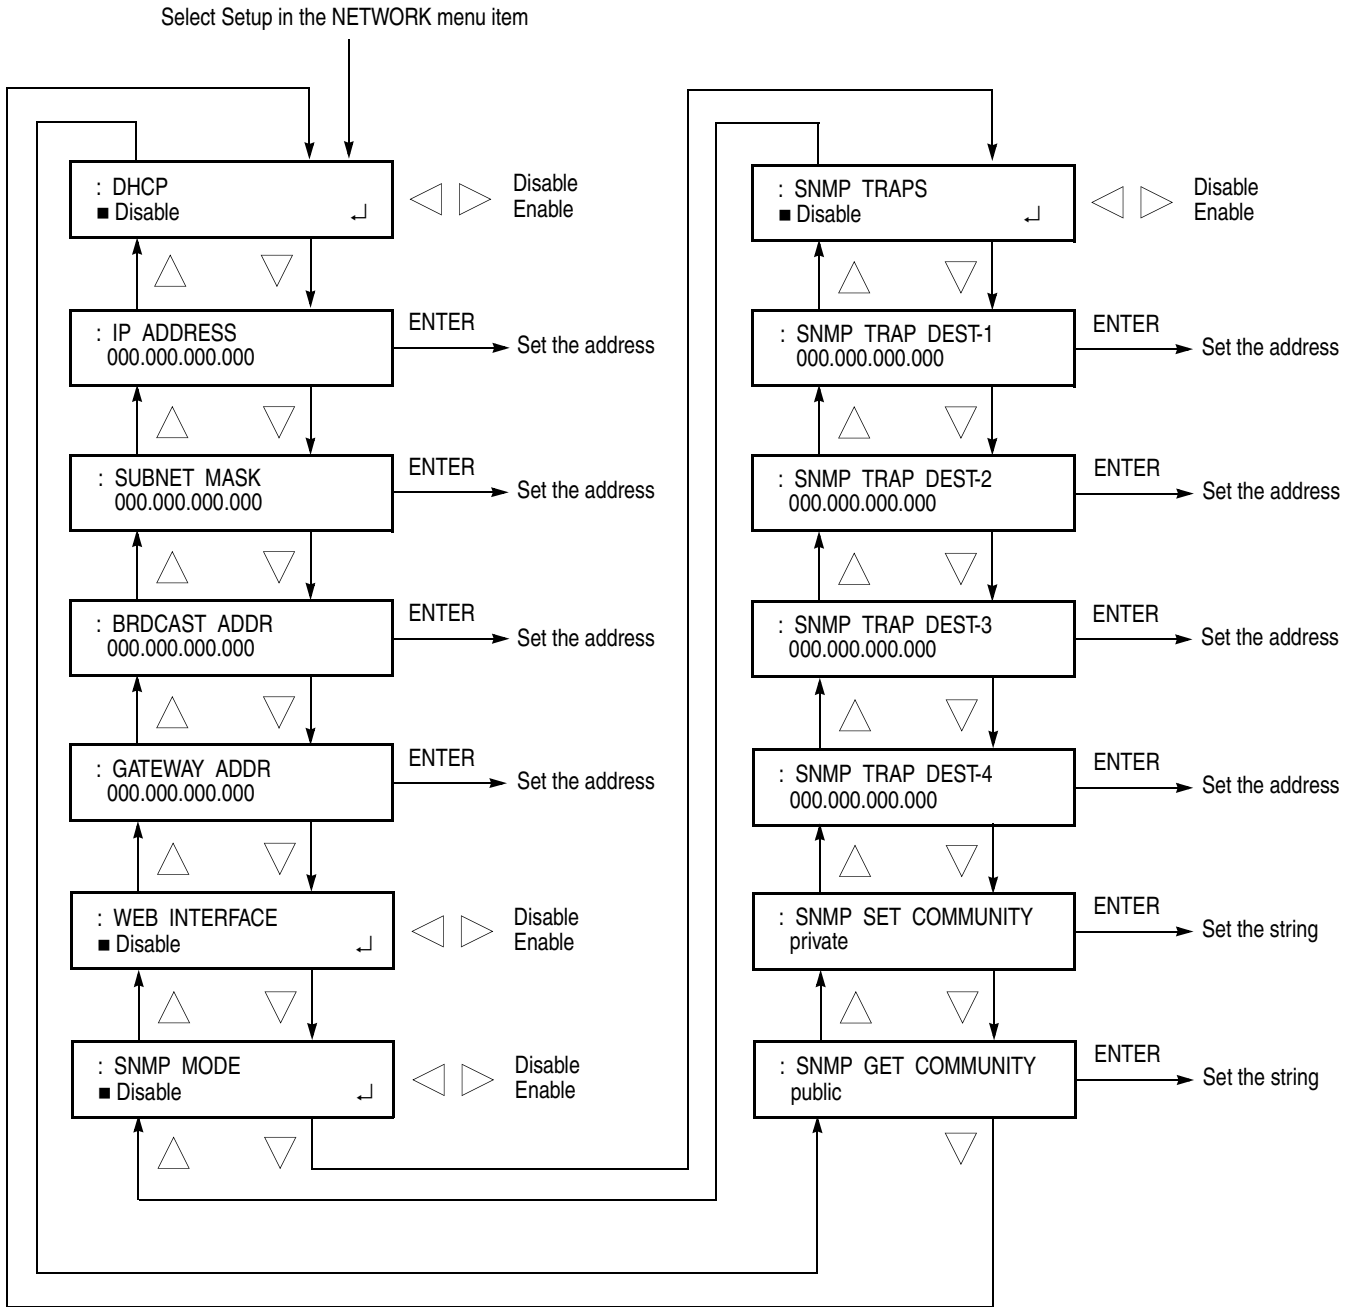 Select Setup in the NETWORK menu item
: DHCP
■ Disable ↵
Disable
Enable
: IP ADDRESS
000.000.000.000
ENTER
Set the address
: SUBNET MASK
000.000.000.000
ENTER
Set the address
: BRDCAST ADDR
000.000.000.000
ENTER
Set the address
: GATEWAY ADDR
000.000.000.000
ENTER
Set the address
: WEB INTERFACE
■ Disable ↵
Disable
Enable
: SNMP MODE
■ Disable ↵
Disable
Enable
: SNMP TRAPS
■ Disable ↵
Disable
Enable
: SNMP TRAP DEST-1
000.000.000.000
ENTER
Set the address
: SNMP TRAP DEST-2
000.000.000.000
ENTER
Set the address
: SNMP TRAP DEST-3
000.000.000.000
ENTER
Set the address
: SNMP TRAP DEST-4
000.000.000.000
ENTER
Set the address
: SNMP SET COMMUNITY
private
ENTER
Set the string
: SNMP GET COMMUNITY
public
ENTER
Set the string